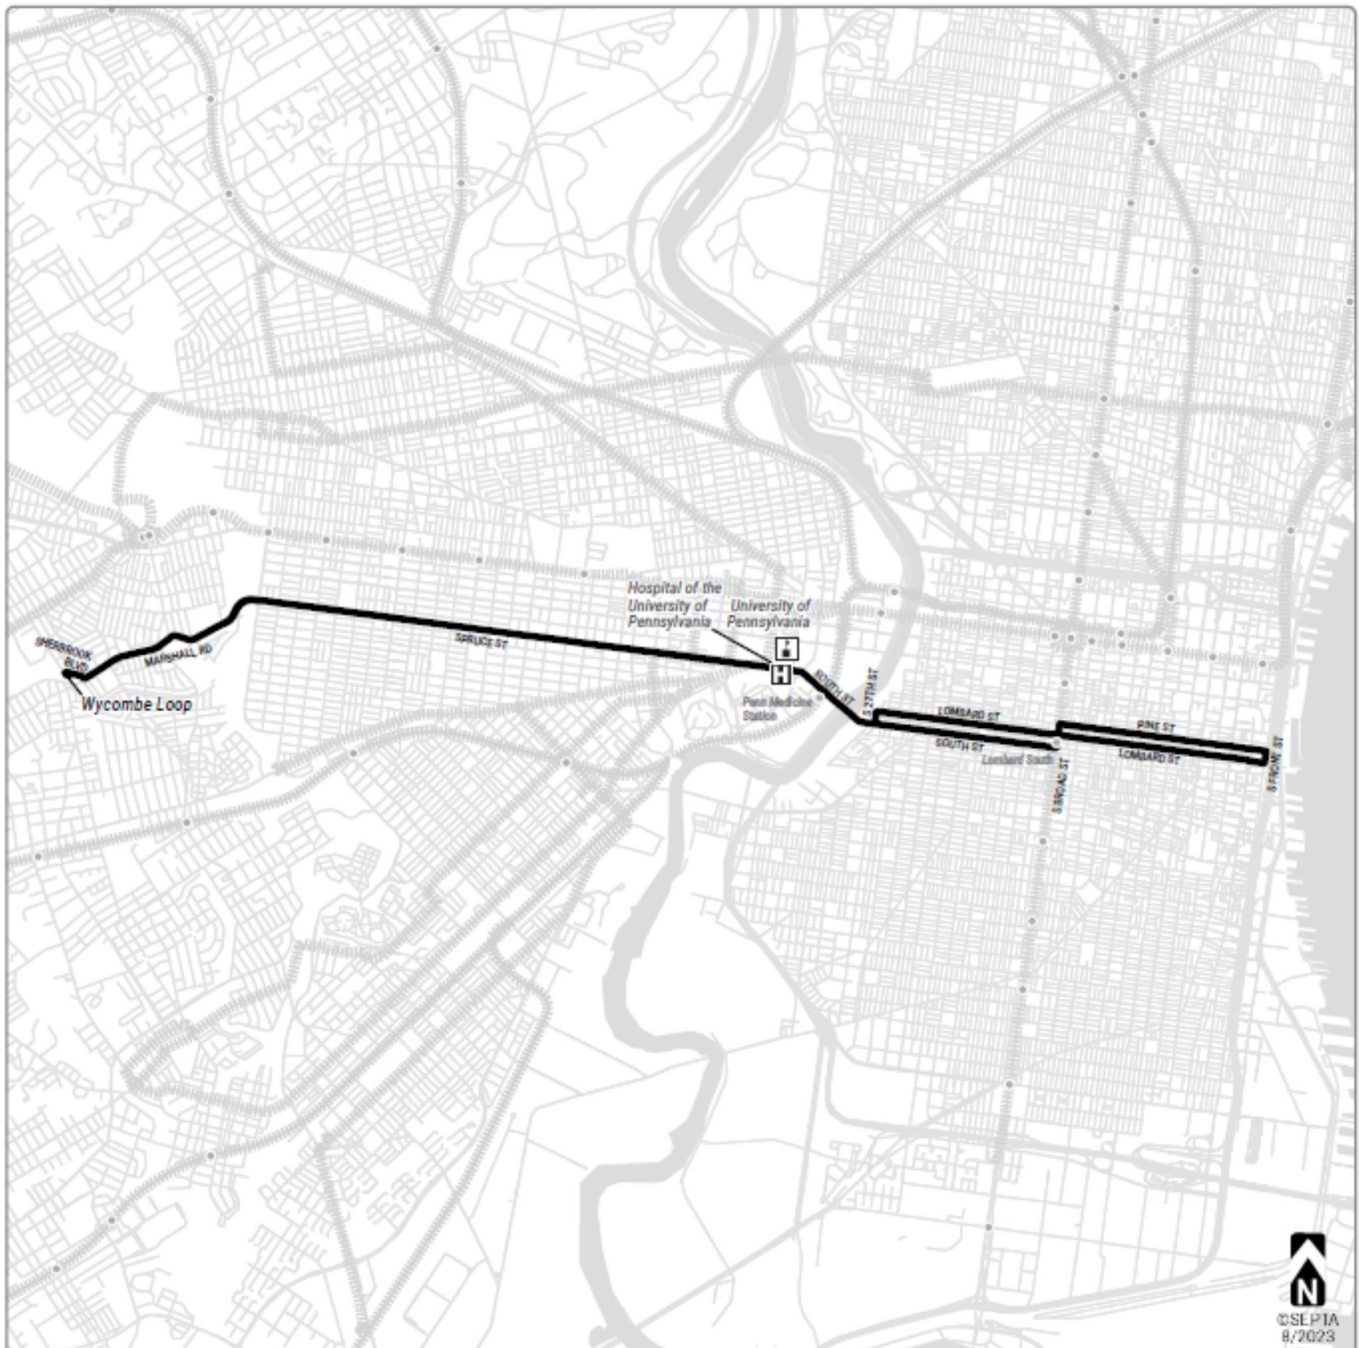 Hospital of the
University of
Pennsylvania
University of
Pennsylvania
H
SHERBROOK
BLVD
MARSHALL RD
SPRUCE ST
Wycombe Loop
SOUTH ST
Penn Medicine
Station
S 27TH ST
LOMBARD ST
SOUTH ST
Lombard South
S BROAD ST
PINE ST
LOMBARD ST
S FRONT ST
N
©SEPTA
8/2023